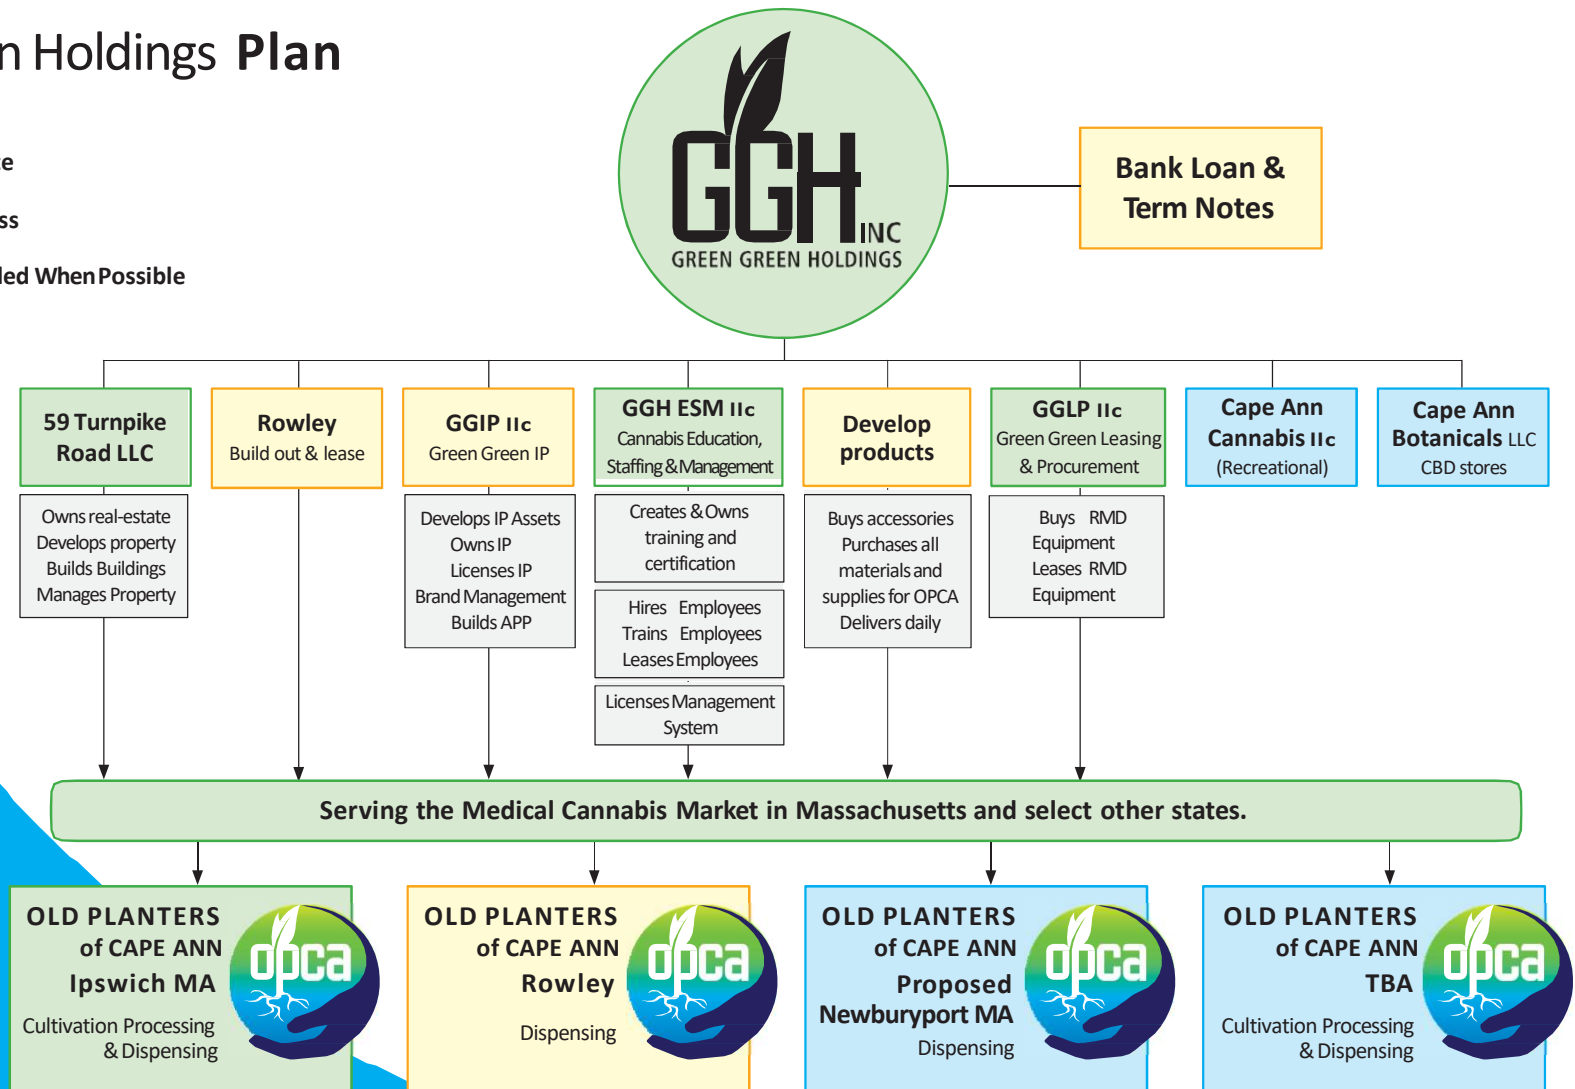 n Holdings Plan
ce
ss
led When Possible
GGH INC
GREEN GREEN HOLDINGS
Bank Loan &
Term Notes
59 Turnpike
Road LLC
Owns real-estate
Develops property
Builds Buildings
Manages Property
Rowley
Build out & lease
GGIP llc
Green Green IP
Develops IP Assets
Owns IP
Licenses IP
Brand Management
Builds APP
GGH ESM llc
Cannabis Education,
Staffing & Management
Creates & Owns
training and
certification
Hires Employees
Trains Employees
Leases Employees
Licenses Management
System
Develop
products
Buys accessories
Purchases all
materials and
supplies for OPCA
Delivers daily
GGLP llc
Green Green Leasing
& Procurement
Buys RMD
Equipment
Leases RMD
Equipment
Cape Ann
Cannabis llc
(Recreational)
Cape Ann
Botanicals LLC
CBD stores
Serving the Medical Cannabis Market in Massachusetts and select other states.
OLD PLANTERS
of CAPE ANN
Ipswich MA
Cultivation Processing
& Dispensing
opca
OLD PLANTERS
of CAPE ANN
Rowley
Dispensing
opca
OLD PLANTERS
of CAPE ANN
Proposed
Newburyport MA
Dispensing
opca
OLD PLANTERS
of CAPE ANN
TBA
Cultivation Processing
& Dispensing
opca